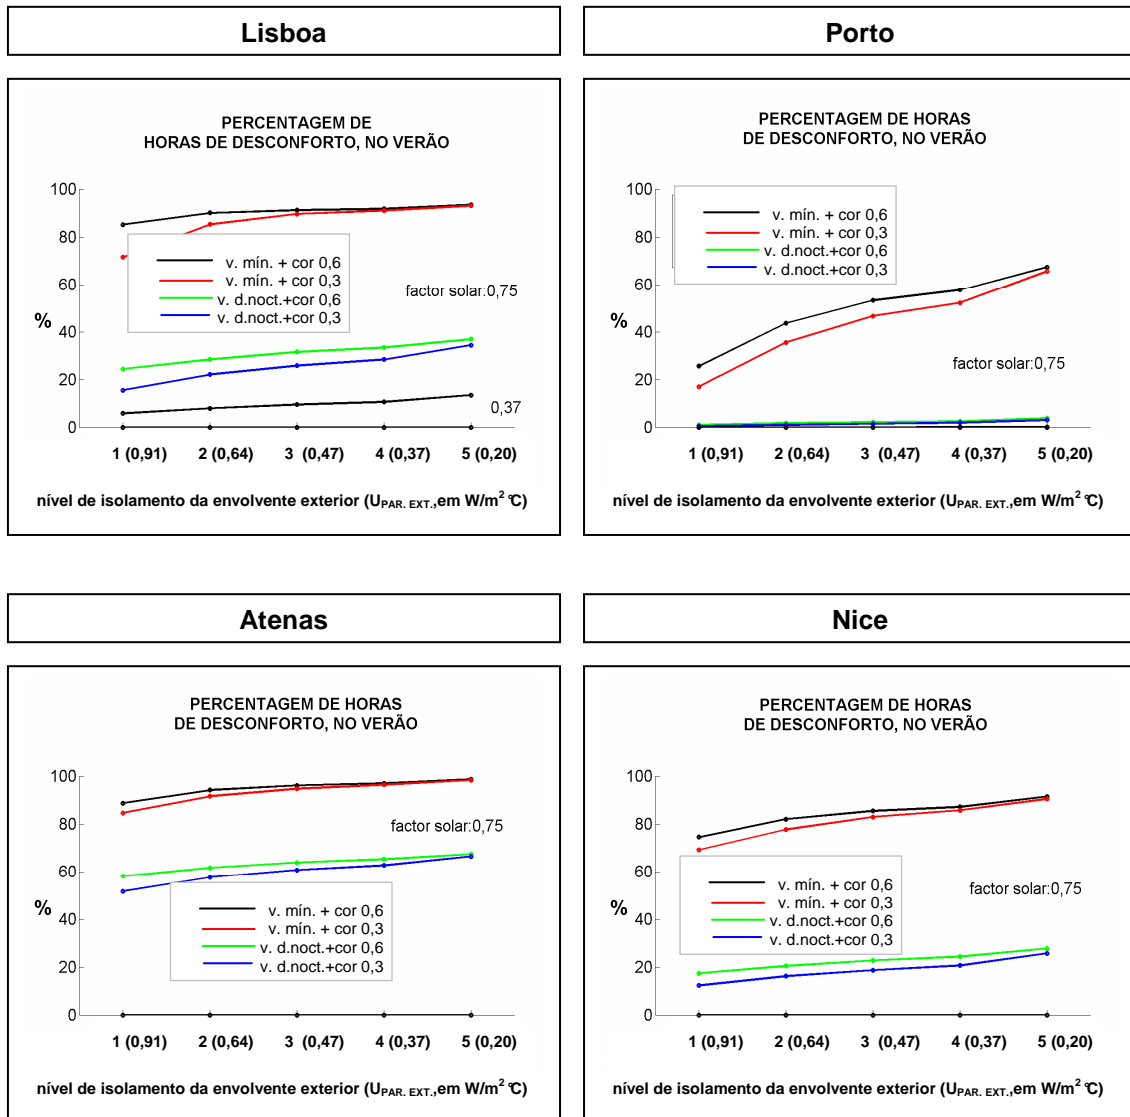 Lisboa
PERCENTAGEM DE
HORAS DE DESCONFORTO, NO VERÃO
100
80
60
40
20
0
%
v. mín. + cor 0,6
v. mín. + cor 0,3
v. d.noct.+cor 0,6
v. d.noct.+cor 0,3
factor solar:0,75
0,37
1 (0,91) 2 (0,64) 3 (0,47) 4 (0,37) 5 (0,20)
nível de isolamento da envolvente exterior (U PAR. EXT.,em W/m² °C)
Porto
PERCENTAGEM DE HORAS
DE DESCONFORTO, NO VERÃO
100
80
60
40
20
0
%
v. mín. + cor 0,6
v. mín. + cor 0,3
v. d.noct.+cor 0,6
v. d.noct.+cor 0,3
factor solar:0,75
1 (0,91) 2 (0,64) 3 (0,47) 4 (0,37) 5 (0,20)
nível de isolamento da envolvente exterior (U PAR. EXT.,em W/m² °C)
Atenas
PERCENTAGEM DE HORAS
DE DESCONFORTO, NO VERÃO
100
80
60
40
20
0
%
factor solar:0,75
v. mín. + cor 0,6
v. mín. + cor 0,3
v. d.noct.+cor 0,6
v. d.noct.+cor 0,3
1 (0,91) 2 (0,64) 3 (0,47) 4 (0,37) 5 (0,20)
nível de isolamento da envolvente exterior (U PAR. EXT.,em W/m² °C)
Nice
PERCENTAGEM DE HORAS
DE DESCONFORTO, NO VERÃO
100
80
60
40
20
0
%
v. mín. + cor 0,6
v. mín. + cor 0,3
v. d.noct.+cor 0,6
v. d.noct.+cor 0,3
factor solar:0,75
1 (0,91) 2 (0,64) 3 (0,47) 4 (0,37) 5 (0,20)
nível de isolamento da envolvente exterior (U PAR. EXT.,em W/m² °C)